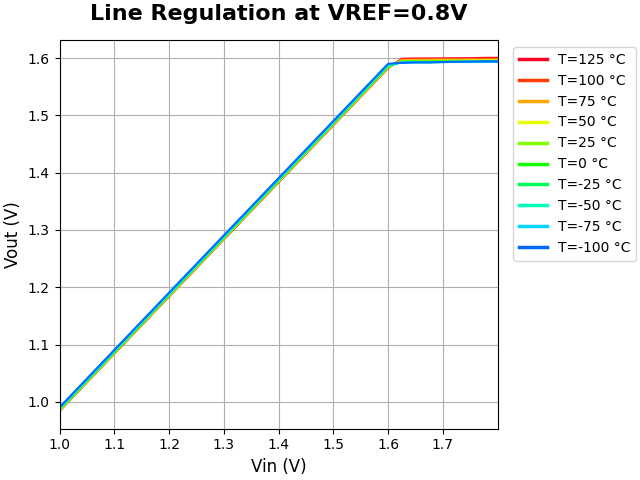 Line Regulation at VREF=0.8V
Vout (V)
1.6
1.5
1.4
1.3
1.2
1.1
1.0
1.0 1.1 1.2 1.3 1.4 1.5 1.6 1.7
Vin (V)
T=125 °C
T=100 °C
T=75 °C
T=50 °C
T=25 °C
T=0 °C
T=-25 °C
T=-50 °C
T=-75 °C
T=-100 °C